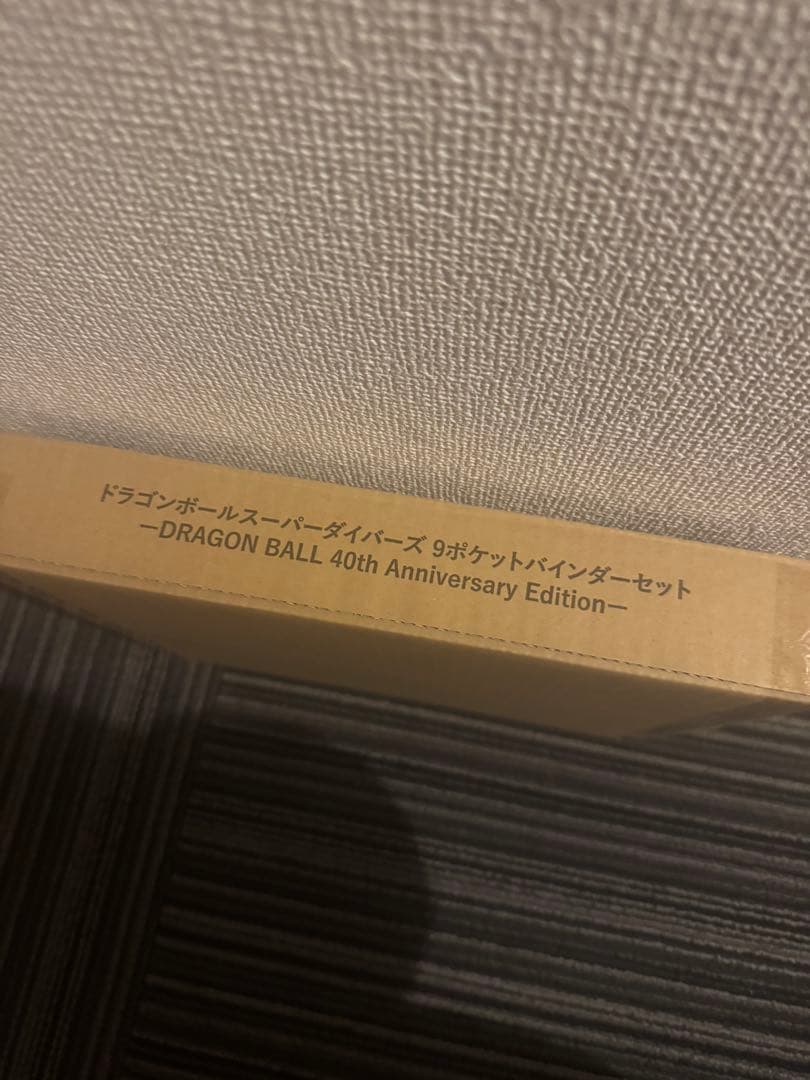 ドラゴンボールスーパーダイバーズ 9ポケットバインダーセット
ーDRAGON BALL 40th Anniversary Editionー